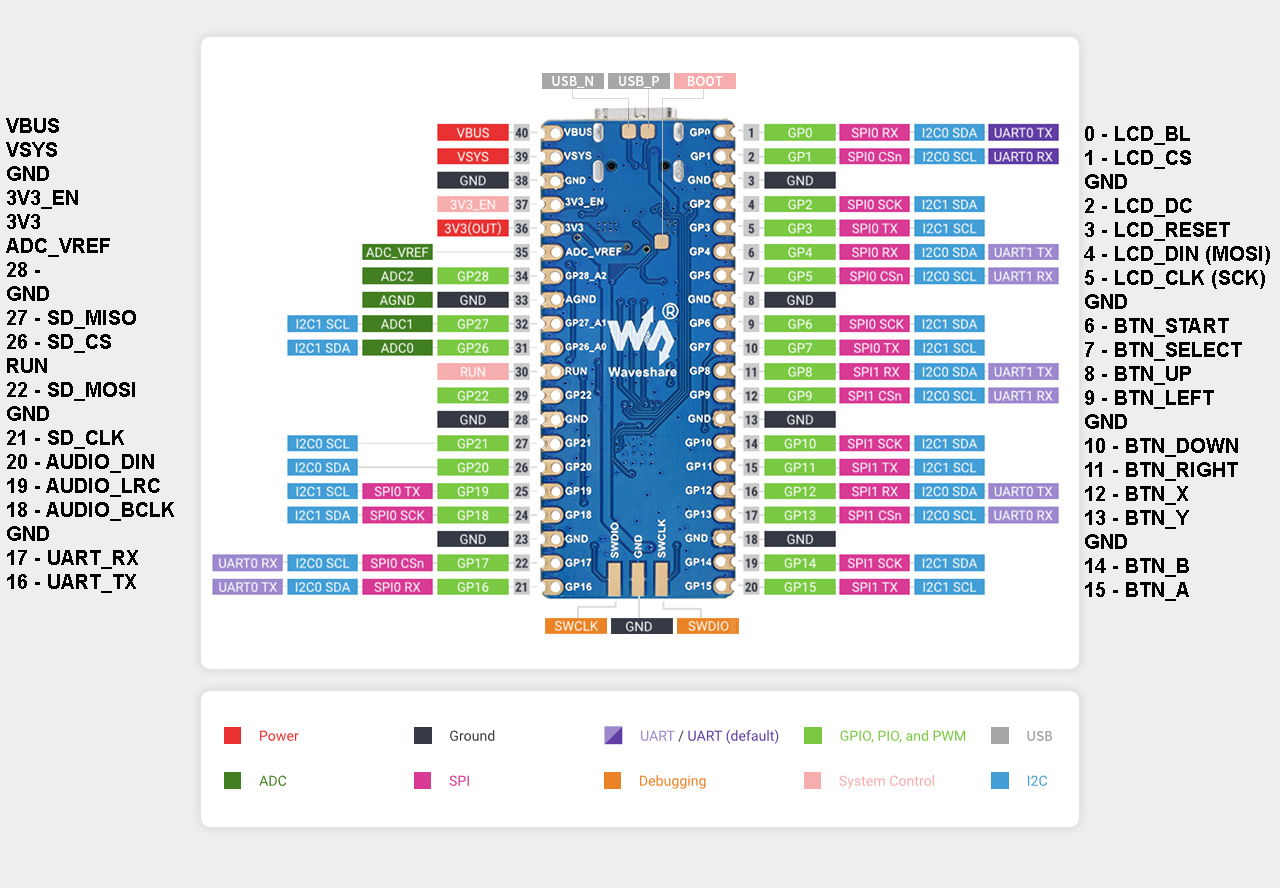 USB_N USB_P BOOT
VBUS
VSYS
GND
3V3_EN
3V3
ADC_VREF
28 -
GND
27 - SD_MISO
26 - SD_CS
RUN
22 - SD_MOSI
GND
21 - SD_CLK
20 - AUDIO_DIN
19 - AUDIO_LRC
18 - AUDIO_BCLK
GND
17 - UART_RX
16 - UART_TX
VBUS 40 VBUS GP0 1 GP0 SPI0 RX I2C0 SDA UART0 TX
VSYS 39 VSYS GP1 2 GP1 SPI0 CSn I2C0 SCL UART0 RX
GND 38 GND GND 3 GND
3V3_EN 37 3V3_EN GP2 4 GP2 SPI0 SCK I2C1 SDA
3V3(OUT) 36 3V3 GP3 5 GP3 SPI0 TX I2C1 SCL
ADC_VREF 35 ADC_VREF GP4 6 GP4 SPI0 RX I2C0 SDA UART1 TX
ADC2 GP28 34 GP28_A2 GP5 7 GP5 SPI0 CSn I2C0 SCL UART1 RX
AGND GND 33 AGND GND 8 GND
I2C1 SCL ADC1 GP27 32 GP27_A1 GP6 9 GP6 SPI0 SCK I2C1 SDA
I2C1 SDA ADC0 GP26 31 GP26_A0 GP7 10 GP7 SPI0 TX I2C1 SCL
RUN 30 RUN GP8 11 GP8 SPI1 RX I2C0 SDA UART1 TX
GP22 29 GP22 GP9 12 GP9 SPI1 CSn I2C0 SCL UART1 RX
GND 28 GND GND 13 GND
I2C0 SCL GP21 27 GP21 GP10 14 GP10 SPI1 SCK I2C1 SDA
I2C0 SDA GP20 26 GP20 GP11 15 GP11 SPI1 TX I2C1 SCL
I2C1 SCL SPI0 TX GP19 25 GP19 GP12 16 GP12 SPI1 RX I2C0 SDA UART0 TX
I2C1 SDA SPI0 SCK GP18 24 GP18 GP13 17 GP13 SPI1 CSn I2C0 SCL UART0 RX
GND 23 GND GND 18 GND
UART0 RX I2C0 SCL SPI0 CSn GP17 22 GP17 GP14 19 GP14 SPI1 SCK I2C1 SDA
UART0 TX I2C0 SDA SPI0 RX GP16 21 GP16 GP15 20 GP15 SPI1 TX I2C1 SCL
®
Waveshare
SWDIO GND SWCLK
SWCLK GND SWDIO
0 - LCD_BL
1 - LCD_CS
GND
2 - LCD_DC
3 - LCD_RESET
4 - LCD_DIN (MOSI)
5 - LCD_CLK (SCK)
GND
6 - BTN_START
7 - BTN_SELECT
8 - BTN_UP
9 - BTN_LEFT
GND
10 - BTN_DOWN
11 - BTN_RIGHT
12 - BTN_X
13 - BTN_Y
GND
14 - BTN_B
15 - BTN_A
Power Ground UART / UART (default) GPIO, PIO, and PWM USB
ADC SPI Debugging System Control I2C